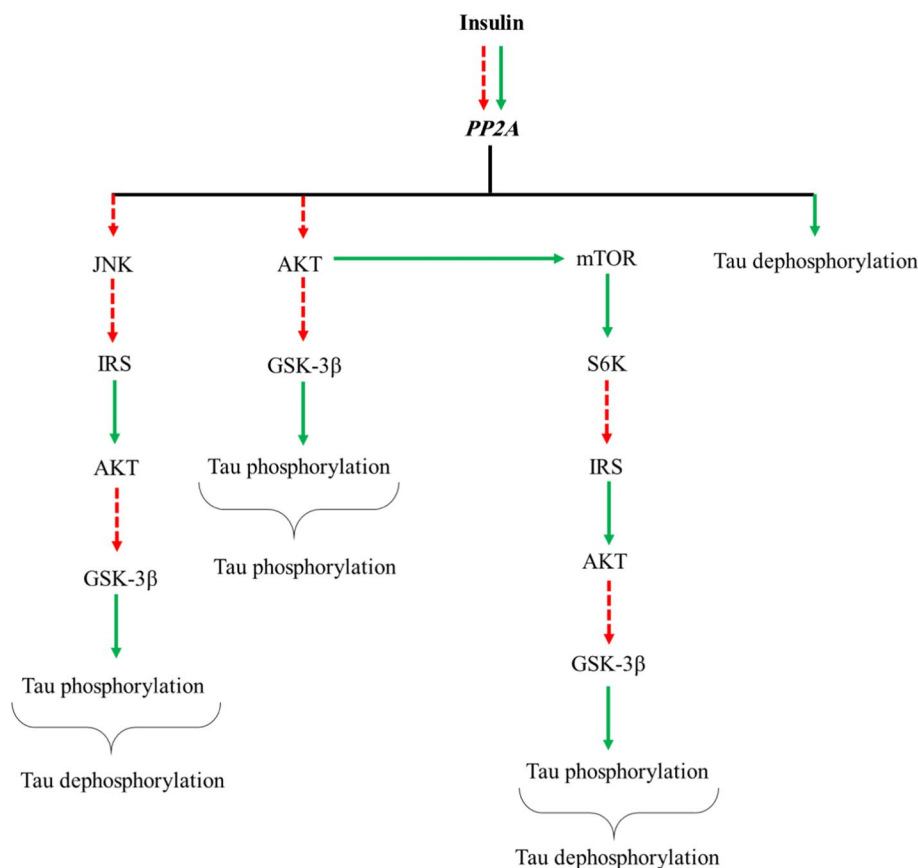 Insulin
PP2A
JNK
AKT
mTOR
Tau dephosphorylation
IRS
GSK-3β
S6K
AKT
Tau phosphorylation
IRS
Tau phosphorylation
GSK-3β
AKT
Tau phosphorylation
GSK-3β
Tau dephosphorylation
Tau phosphorylation
Tau dephosphorylation